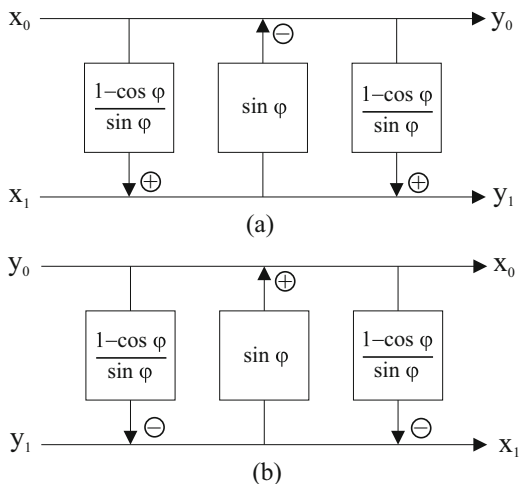 x₀ y₀
⊖
1−cos φ
sin φ
sin φ
1−cos φ
sin φ
⊕ ⊕
x₁ y₁
(a)
y₀ x₀
⊕
1−cos φ
sin φ
sin φ
1−cos φ
sin φ
⊖ ⊖
y₁ x₁
(b)